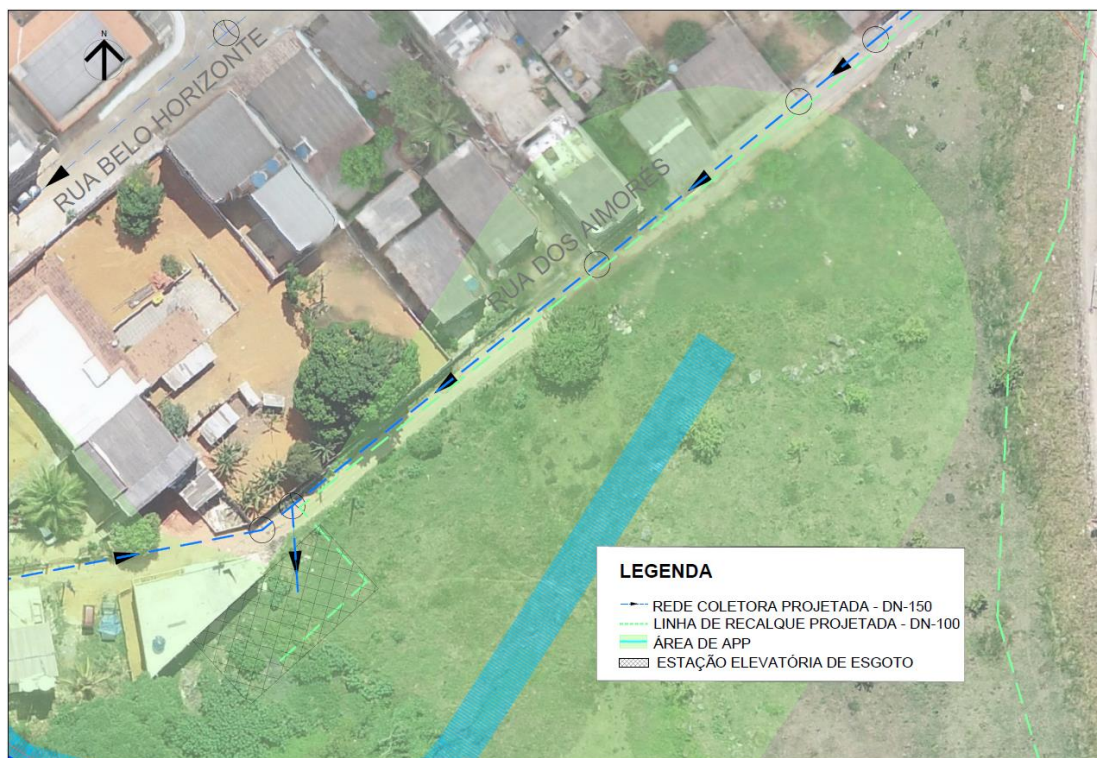 N
RUA BELO HORIZONTE
RUA DOS AIMORÉS
LEGENDA
REDE COLETORA PROJETADA - DN-150
LINHA DE RECALQUE PROJETADA - DN-100
ÁREA DE APP
ESTAÇÃO ELEVATÓRIA DE ESGOTO